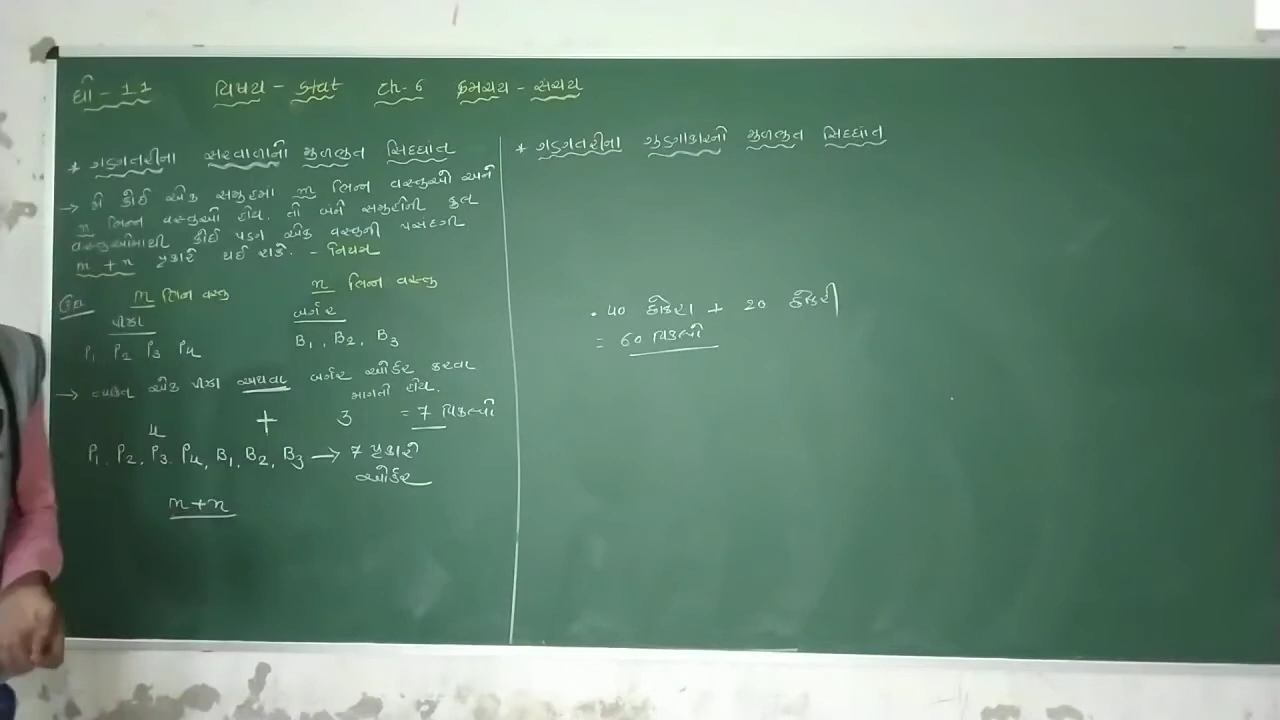 ધો - 11 વિષય - stat ch-6 ક્રમચય - સંચય
* ગણતરીના સરવાળાનો મુળભુત સિદ્ધાંત
→ જો કોઈ એક સમુહમાં m ભિન્ન વસ્તુઓ અને
n ભિન્ન વસ્તુઓ હોય. તો બંને સમુહોની કુલ
વસ્તુઓમાંથી કોઈ પણ એક વસ્તુની પસંદગી
m + n પ્રકારે થઈ શકે. - નિયમ
ઉદા m ભિન્ન વસ્તુ n ભિન્ન વસ્તુ
પીઝા બર્ગર
P1 P2 P3 P4 B1, B2, B3
→ વ્યક્તિ એક પીઝા અથવા બર્ગર ઓર્ડર કરવા
માગતી હોય.
4 + 3 = 7 વિકલ્પો
P1, P2, P3, P4, B1, B2, B3 → 7 પ્રકારે
ઓર્ડર
m+n
* ગણતરીના ગુણાકારનો મુળભુત સિદ્ધાંત
. 40 છોકરા + 20 છોકરી
= 60 વિકલ્પો